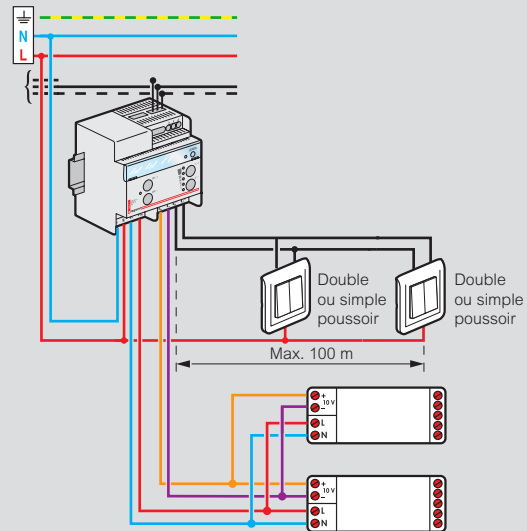 N
L
Double
ou simple
poussoir
Double
ou simple
poussoir
Max. 100 m
+
10 V
–
L
N
+
10 V
–
L
N